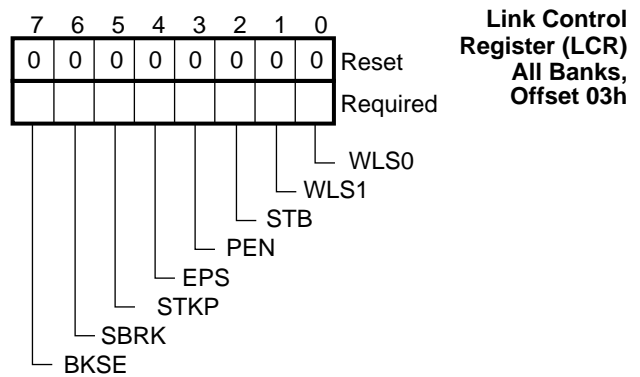 7 6 5 4 3 2 1 0
0 0 0 0 0 0 0 0 Reset
Required
Link Control
Register (LCR)
All Banks,
Offset 03h
WLS0
WLS1
STB
PEN
EPS
STKP
SBRK
BKSE